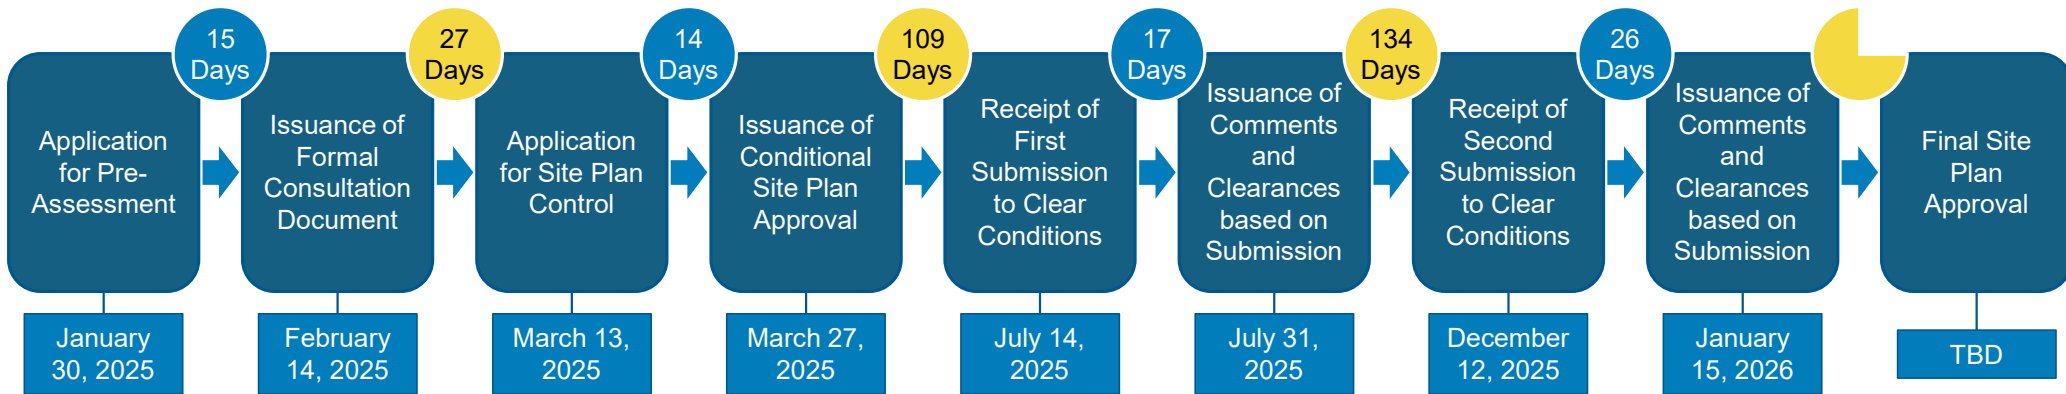 15
Days
27
Days
14
Days
109
Days
17
Days
134
Days
26
Days
Application
for Pre-
Assessment
Issuance of
Formal
Consultation
Document
Application
for Site Plan
Control
Issuance of
Conditional
Site Plan
Approval
Receipt of
First
Submission
to Clear
Conditions
Issuance of
Comments
and
Clearances
based on
Submission
Receipt of
Second
Submission
to Clear
Conditions
Issuance of
Comments
and
Clearances
based on
Submission
Final Site
Plan
Approval
January
30, 2025
February
14, 2025
March 13,
2025
March 27,
2025
July 14,
2025
July 31,
2025
December
12, 2025
January
15, 2026
TBD